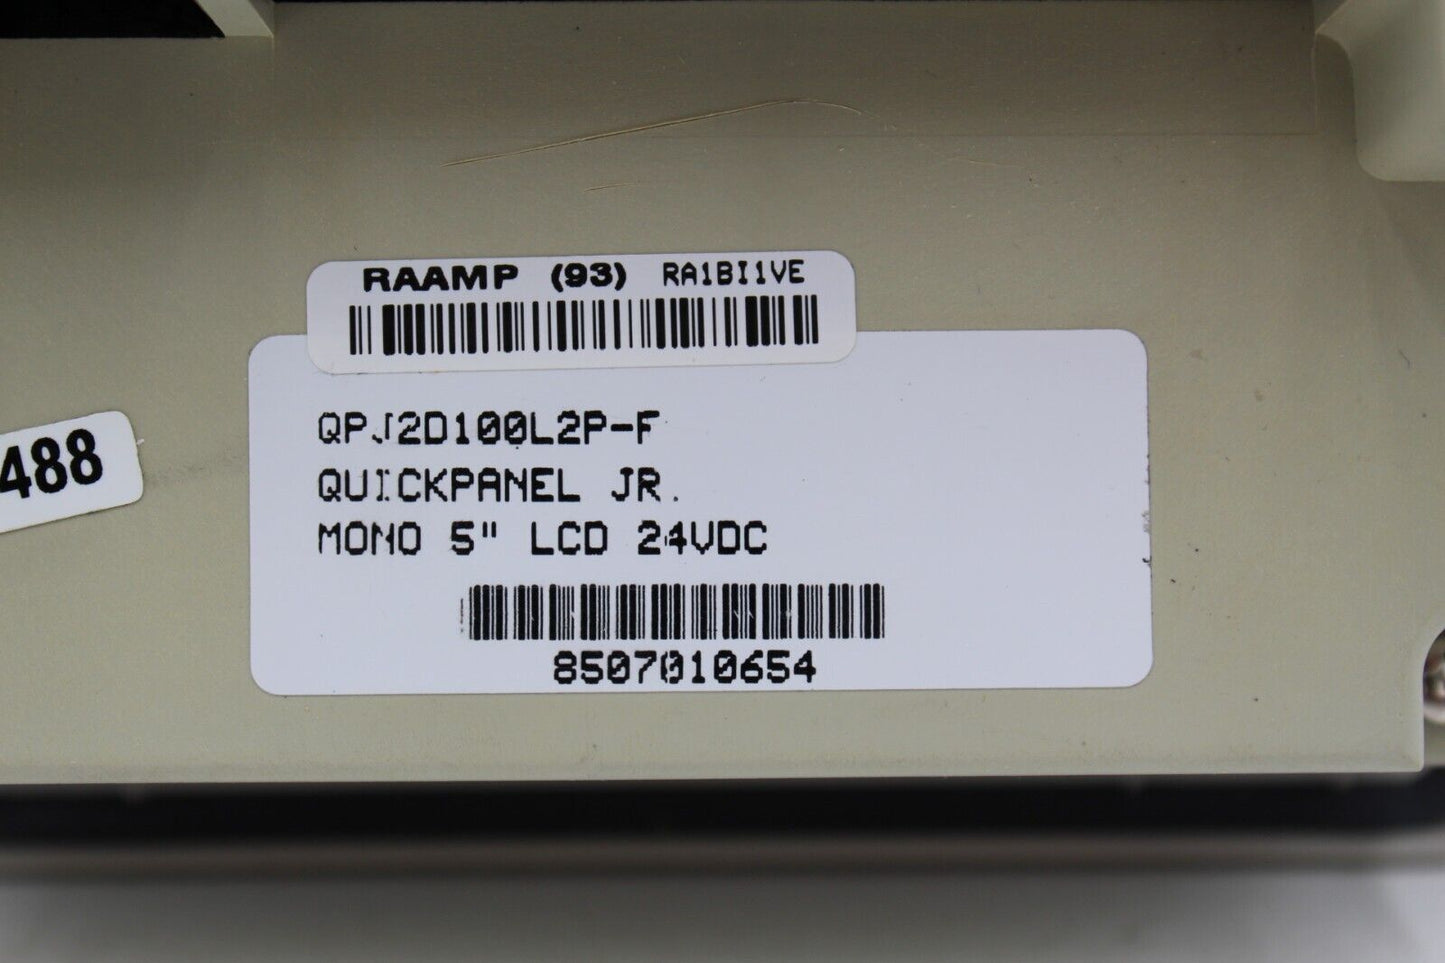 RAAMP (93) RA1BI1VE
488
QPJ2D100L2P-F
QUICKPANEL JR.
MONO 5" LCD 24VDC
8507010654